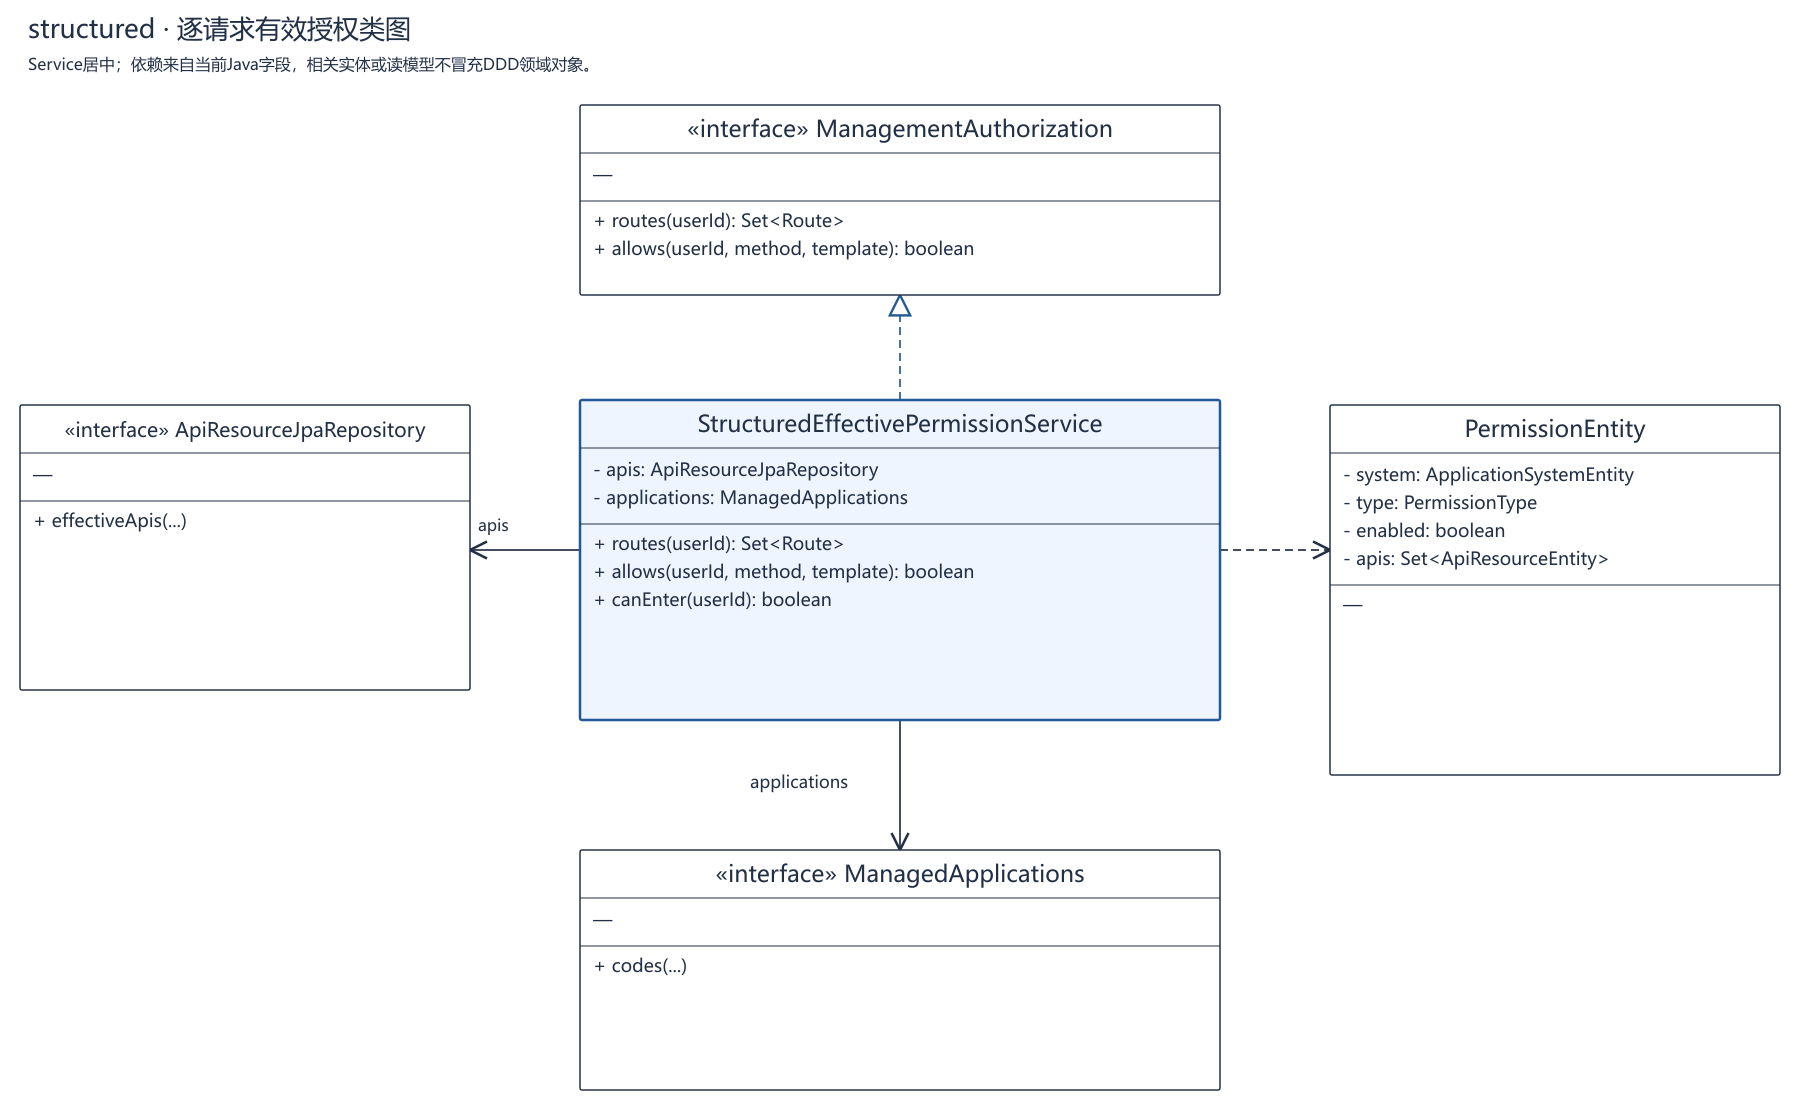 structured · 逐请求有效授权类图
Service居中；依赖来自当前Java字段，相关实体或读模型不冒充DDD领域对象。
«interface» ManagementAuthorization
—
+ routes(userId): Set<Route>
+ allows(userId, method, template): boolean
«interface» ApiResourceJpaRepository
—
+ effectiveApis(...)
apis
StructuredEffectivePermissionService
- apis: ApiResourceJpaRepository
- applications: ManagedApplications
+ routes(userId): Set<Route>
+ allows(userId, method, template): boolean
+ canEnter(userId): boolean
PermissionEntity
- system: ApplicationSystemEntity
- type: PermissionType
- enabled: boolean
- apis: Set<ApiResourceEntity>
—
applications
«interface» ManagedApplications
—
+ codes(...)